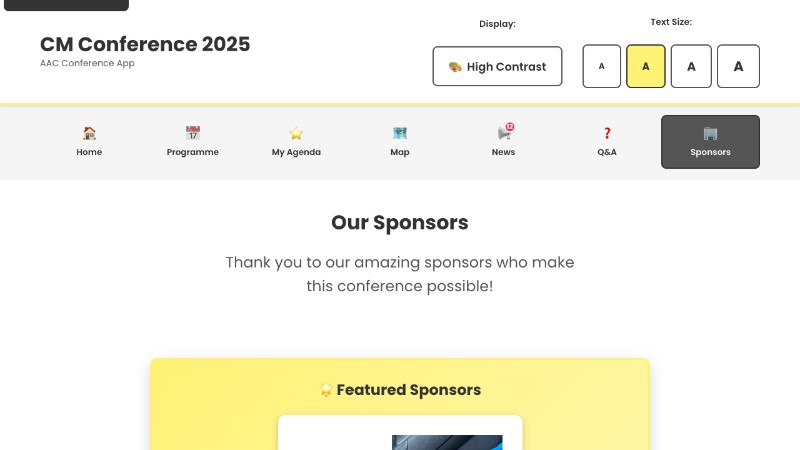 CM Conference 2025
AAC Conference App
Display:
High Contrast
Text Size:
A A A A
Home
Programme
My Agenda
Map
News
Q&A
Sponsors
17
12
Our Sponsors
Thank you to our amazing sponsors who make
this conference possible!
Featured Sponsors